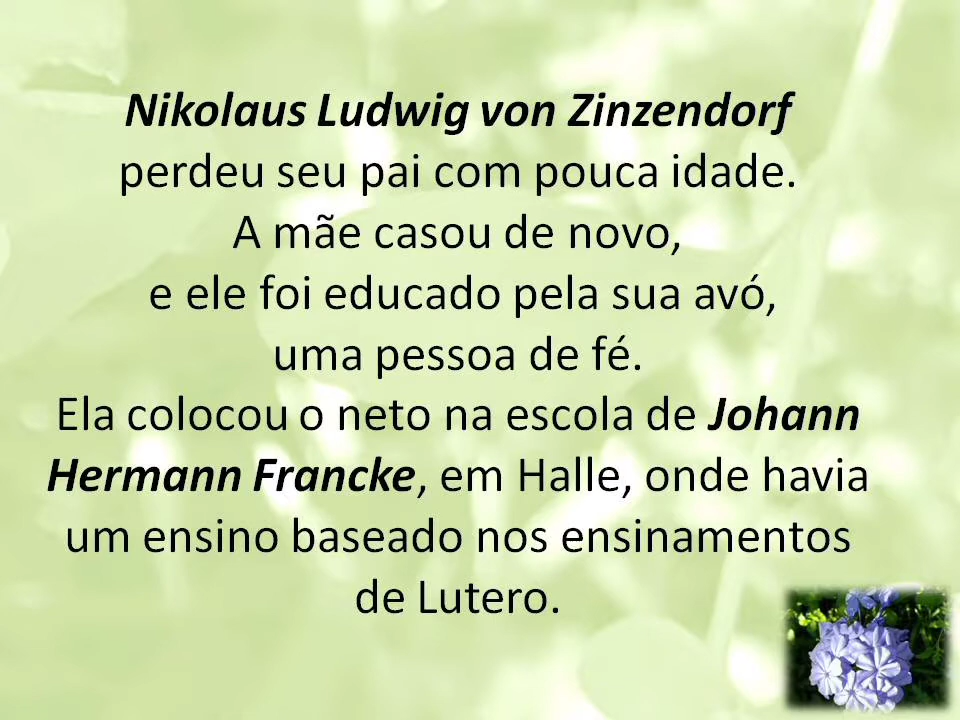 Nikolaus Ludwig von Zinzendorf
perdeu seu pai com pouca idade.
A mãe casou de novo,
e ele foi educado pela sua avó,
uma pessoa de fé.
Ela colocou o neto na escola de Johann
Hermann Francke, em Halle, onde havia
um ensino baseado nos ensinamentos
de Lutero.